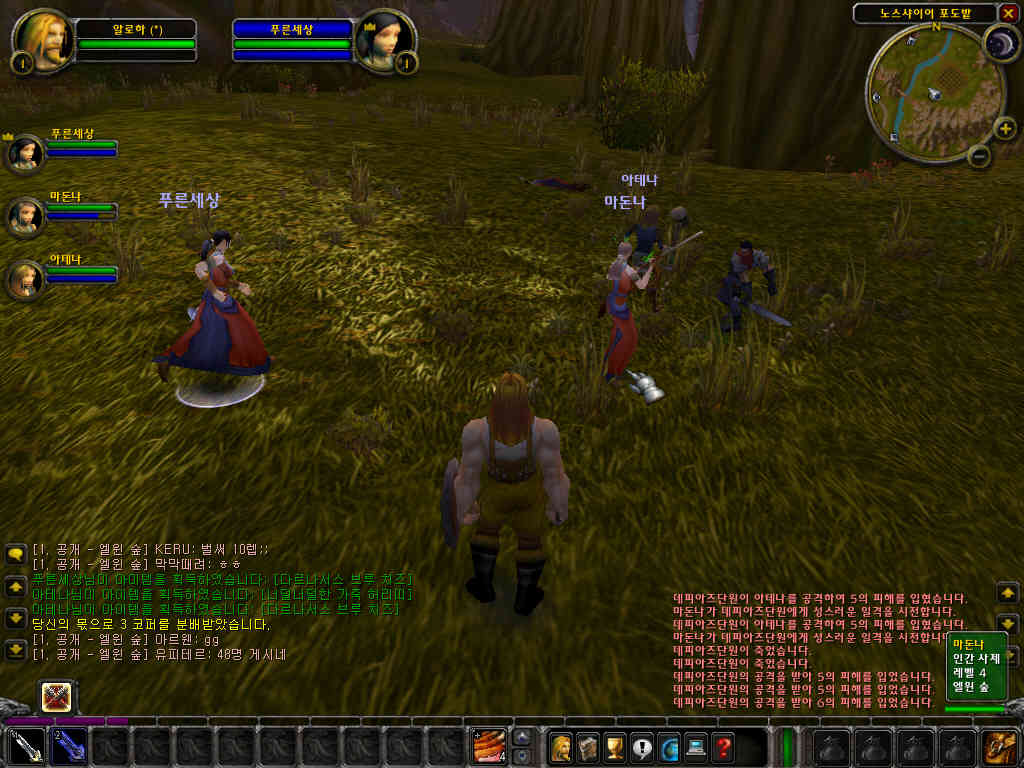 알로하 (*)
1
푸른세상
1
노스샤이어 포도밭
N
푸른세상
마돈나
아테나
푸른세상
아테나
마돈나
[1. 공개 - 엘윈 숲] KERU: 벌써 10렙;;
[1. 공개 - 엘윈 숲] 막막때려: ㅎㅎ
푸른세상님이 아이템을 획득하였습니다: [다르나서스 브루 치즈]
아테나님이 아이템을 획득하였습니다: [너덜너덜한 가죽 허리띠]
아테나님이 아이템을 획득하였습니다: [다르나서스 브루 치즈]
당신의 몫으로 3 코퍼를 분배받았습니다.
[1. 공개 - 엘윈 숲] 마르웬: gg
[1. 공개 - 엘윈 숲] 유피테르: 48명 게시네
데피아즈단원이 아테나를 공격하여 5의 피해를 입혔습니다.
마돈나가 데피아즈단원에게 성스러운 일격을 시전합니다.
데피아즈단원이 아테나를 공격하여 5의 피해를 입혔습니다.
마돈나가 데피아즈단원에게 성스러운 일격을 시전합니
데피아즈단원이 죽었습니다.
데피아즈단원이 죽었습니다.
데피아즈단원의 공격을 받아 5의 피해를 입었습니다.
데피아즈단원의 공격을 받아 5의 피해를 입었습니다.
데피아즈단원의 공격을 받아 6의 피해를 입었습니다.
마돈나
인간 사제
레벨 4
엘윈 숲
2
4